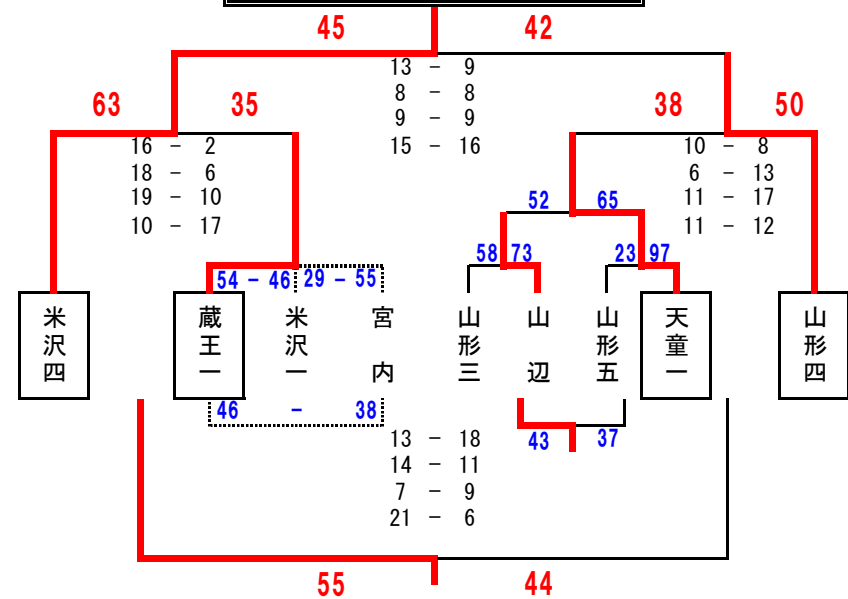 45 42
13 - 9
8 - 8
9 - 9
15 - 16
63 35
16 - 2
18 - 6
19 - 10
10 - 17
38 50
10 - 8
6 - 13
11 - 17
11 - 12
52 65
58 73
23 97
54 - 46
29 - 55
米沢四
蔵王一
米沢一
宮内
山形三
山辺
山形五
天童一
山形四
46 - 38
43 37
13 - 18
14 - 11
7 - 9
21 - 6
55 44